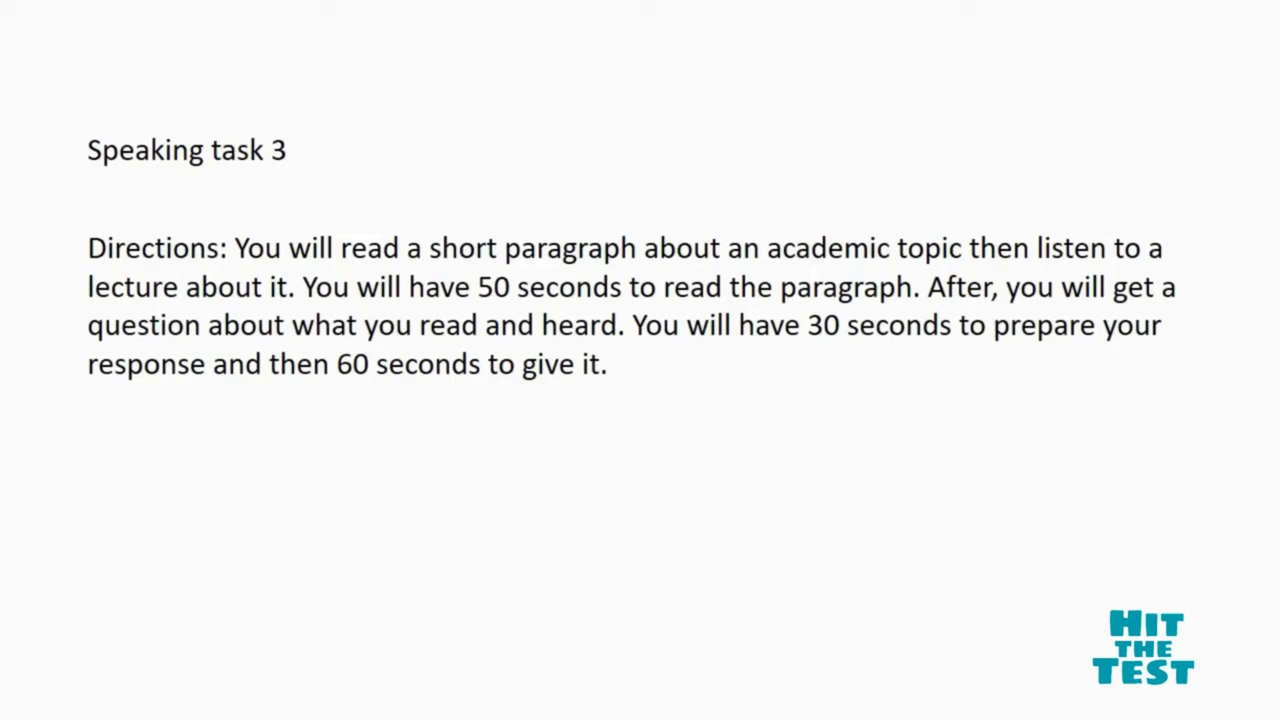 Speaking task 3
Directions: You will read a short paragraph about an academic topic then listen to a
lecture about it. You will have 50 seconds to read the paragraph. After, you will get a
question about what you read and heard. You will have 30 seconds to prepare your
response and then 60 seconds to give it.
HIT
THE
TEST